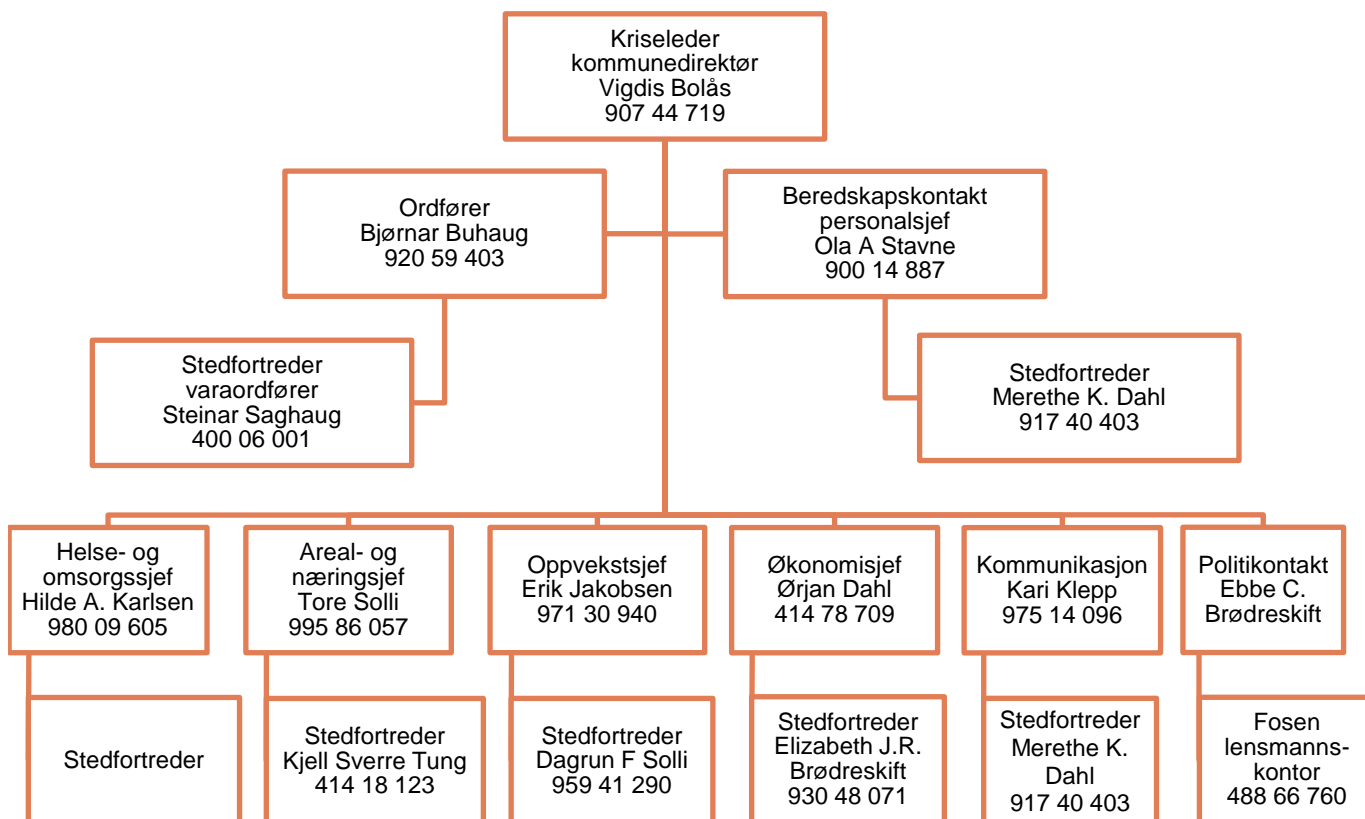 Kriseleder
kommunedirektør
Vigdis Bolås
907 44 719
Ordfører
Bjørnar Buhaug
920 59 403
Beredskapskontakt
personalsjef
Ola A Stavne
900 14 887
Stedfortreder
varaordfører
Steinar Saghaug
400 06 001
Stedfortreder
Merethe K. Dahl
917 40 403
Helse- og
omsorgssjef
Hilde A. Karlsen
980 09 605
Areal- og
næringsjef
Tore Solli
995 86 057
Oppvekstsjef
Erik Jakobsen
971 30 940
Økonomisjef
Ørjan Dahl
414 78 709
Kommunikasjon
Kari Klepp
975 14 096
Politikontakt
Ebbe C.
Brødreskift
Stedfortreder
Stedfortreder
Kjell Sverre Tung
414 18 123
Stedfortreder
Dagrun F Solli
959 41 290
Stedfortreder
Elizabeth J.R.
Brødreskift
930 48 071
Stedfortreder
Merethe K.
Dahl
917 40 403
Fosen
lensmanns-
kontor
488 66 760